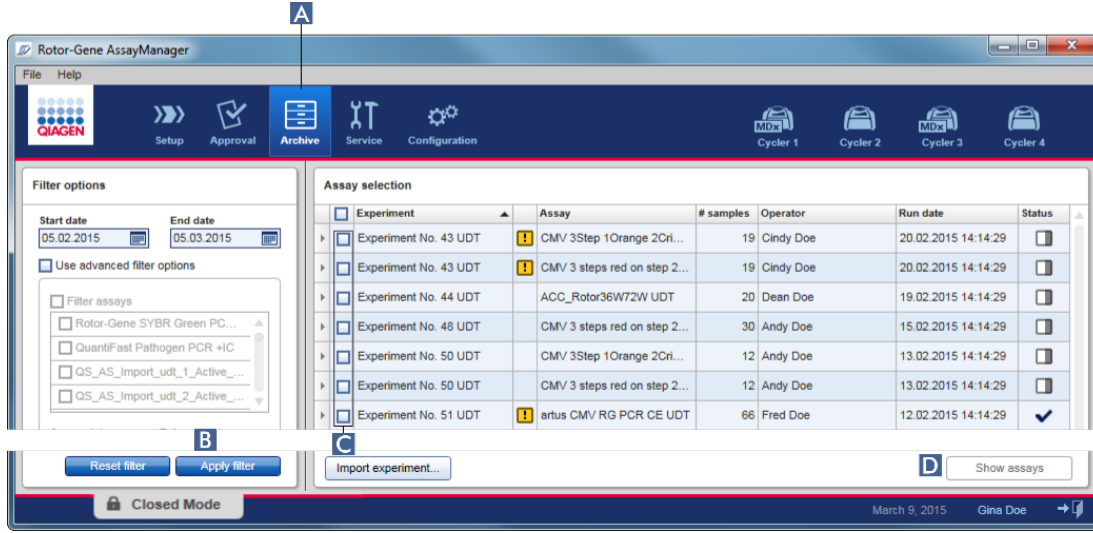 A
Rotor-Gene AssayManager
File Help
QIAGEN
Setup Approval Archive Service Configuration
MDx MDx
Cycler 1 Cycler 2 Cycler 3 Cycler 4
Filter options
Start date End date
05.02.2015 05.03.2015
Use advanced filter options
Filter assays
Rotor-Gene SYBR Green PC...
QuantiFast Pathogen PCR +IC
QS_AS_Import_udt_1_Active_...
QS_AS_Import_udt_2_Active_...
B
Reset filter Apply filter
Assay selection
Experiment Assay # samples Operator Run date Status
Experiment No. 43 UDT ! CMV 3Step 1Orange 2Cri... 19 Cindy Doe 20.02.2015 14:14:29
Experiment No. 43 UDT ! CMV 3 steps red on step 2... 19 Cindy Doe 20.02.2015 14:14:29
Experiment No. 44 UDT ACC_Rotor36W72W UDT 20 Dean Doe 19.02.2015 14:14:29
Experiment No. 48 UDT CMV 3 steps red on step 2... 30 Andy Doe 15.02.2015 14:14:29
Experiment No. 50 UDT CMV 3Step 1Orange 2Cri... 12 Andy Doe 13.02.2015 14:14:29
Experiment No. 50 UDT CMV 3 steps red on step 2... 12 Andy Doe 13.02.2015 14:14:29
Experiment No. 51 UDT ! artus CMV RG PCR CE UDT 66 Fred Doe 12.02.2015 14:14:29
C
Import experiment... D Show assays
Closed Mode March 9, 2015 Gina Doe